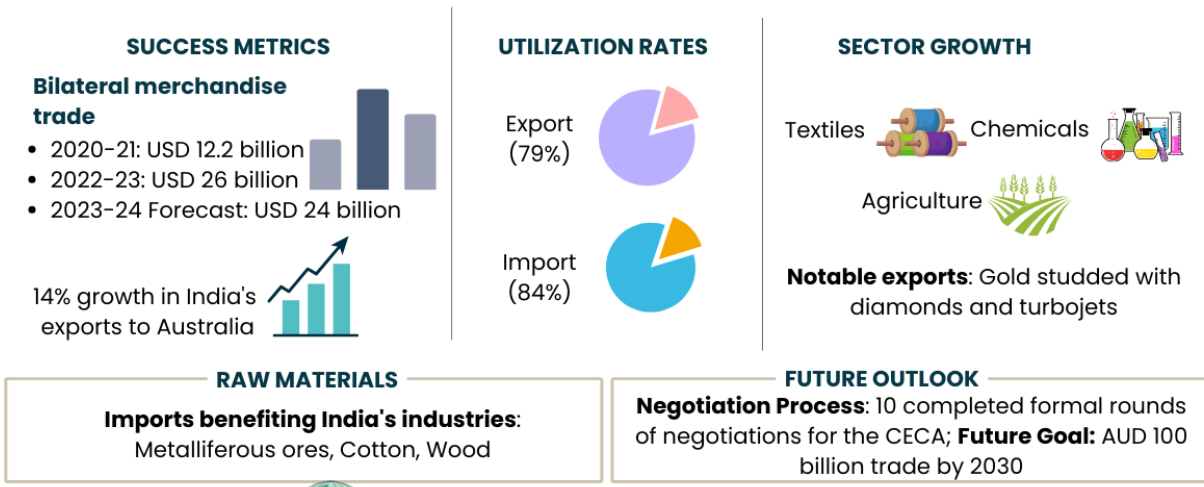 SUCCESS METRICS
Bilateral merchandise
trade
• 2020-21: USD 12.2 billion
• 2022-23: USD 26 billion
• 2023-24 Forecast: USD 24 billion
14% growth in India's
exports to Australia
UTILIZATION RATES
Export
(79%)
Import
(84%)
SECTOR GROWTH
Textiles
Chemicals
Agriculture
Notable exports: Gold studded with
diamonds and turbojets
RAW MATERIALS
Imports benefiting India's industries:
Metalliferous ores, Cotton, Wood
FUTURE OUTLOOK
Negotiation Process: 10 completed formal rounds
of negotiations for the CECA; Future Goal: AUD 100
billion trade by 2030